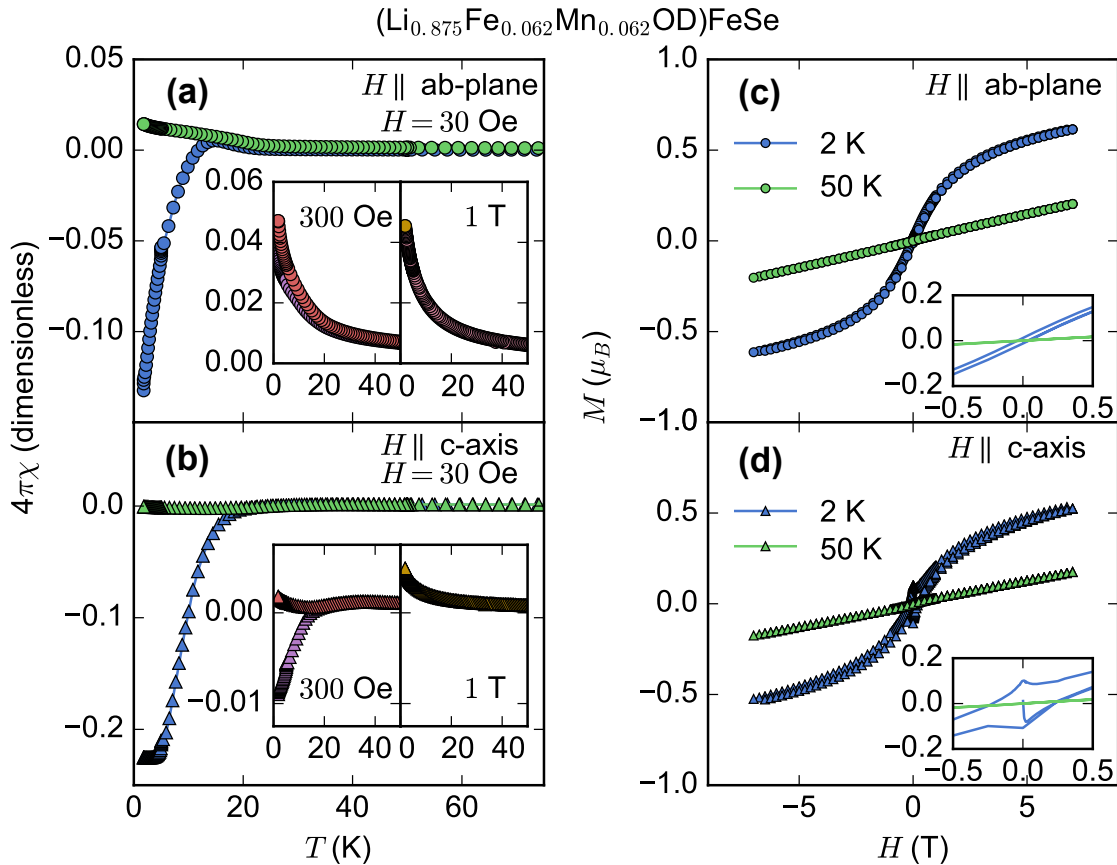 (Li0.875Fe0.062Mn0.062OD)FeSe
4πχ (dimensionless)
(a)
H ∥ ab-plane
H = 30 Oe
0.05
0.00
−0.05
−0.10
300 Oe
1 T
0.06
0.04
0.02
0.00
0 20 40 0 20 40
(b)
H ∥ c-axis
H = 30 Oe
0.0
−0.1
−0.2
300 Oe
1 T
0.00
−0.01
0 20 40 0 20 40
0 20 40 60
T (K)
M (μB)
(c)
H ∥ ab-plane
2 K
50 K
1.0
0.5
0.0
−0.5
−1.0
0.2
0.0
−0.2
−0.5 0.0 0.5
(d)
H ∥ c-axis
2 K
50 K
1.0
0.5
0.0
−0.5
−1.0
0.2
0.0
−0.2
−0.5 0.0 0.5
−5 0 5
H (T)